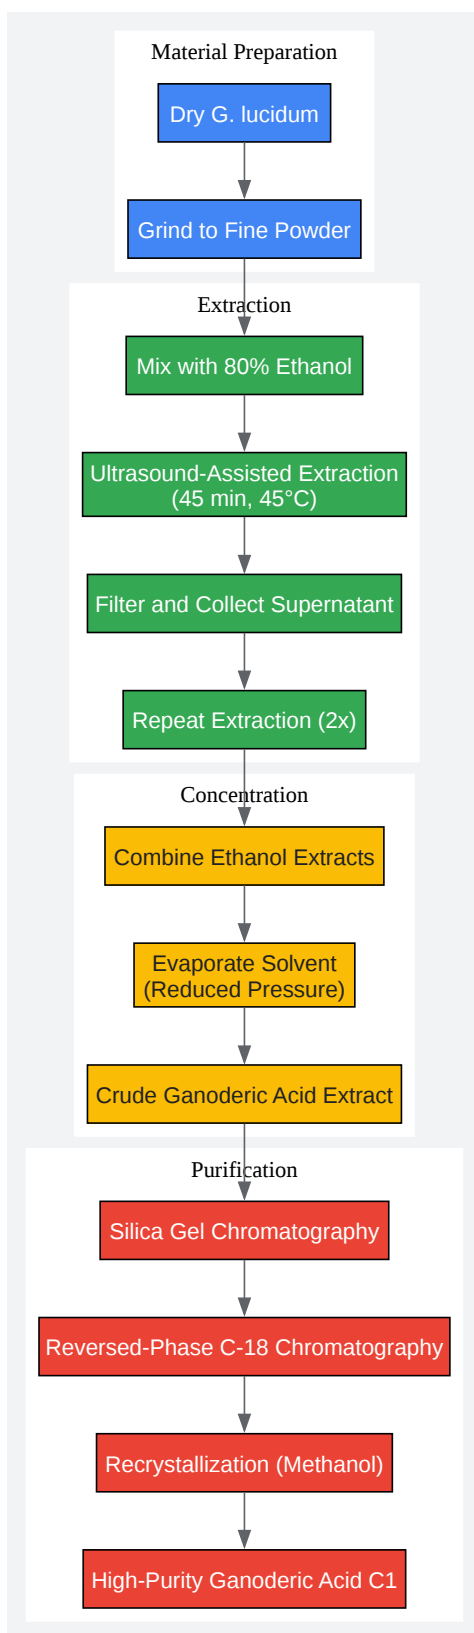 Material Preparation
Dry G. lucidum
Grind to Fine Powder
Extraction
Mix with 80% Ethanol
Ultrasound-Assisted Extraction
(45 min, 45°C)
Filter and Collect Supernatant
Repeat Extraction (2x)
Concentration
Combine Ethanol Extracts
Evaporate Solvent
(Reduced Pressure)
Crude Ganoderic Acid Extract
Purification
Silica Gel Chromatography
Reversed-Phase C-18 Chromatography
Recrystallization (Methanol)
High-Purity Ganoderic Acid C1